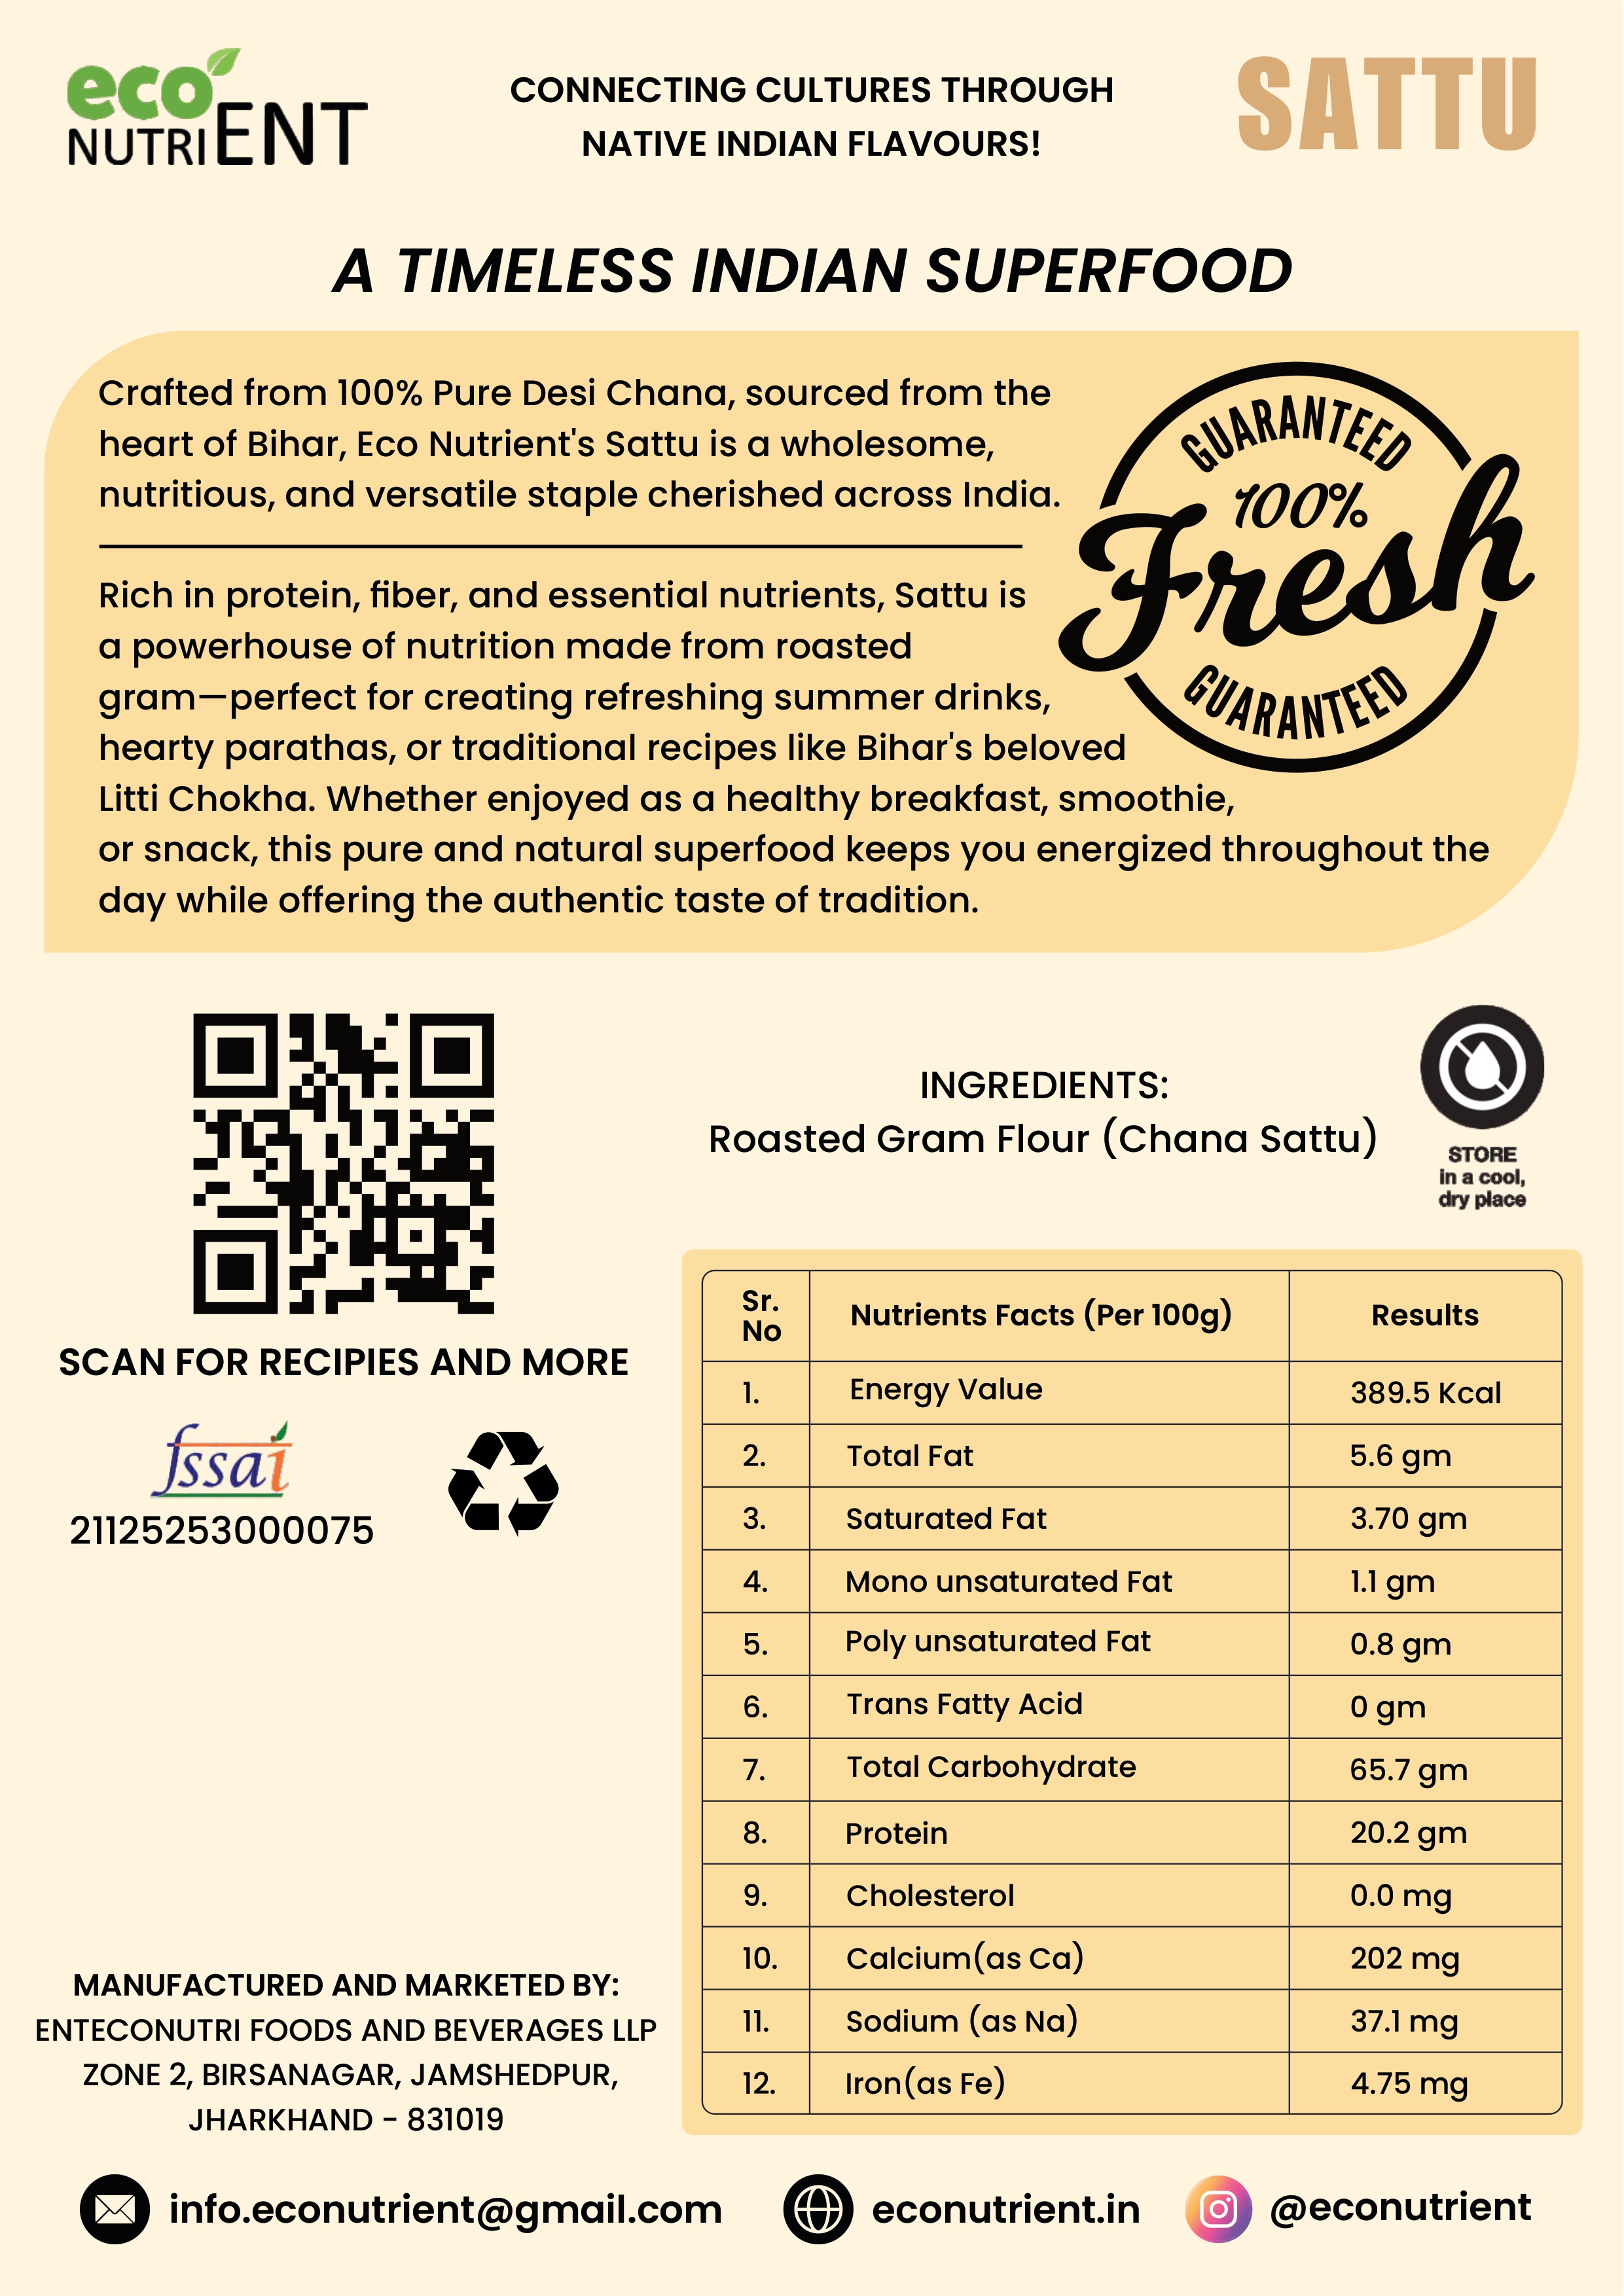 eco
NUTRIENT
CONNECTING CULTURES THROUGH
NATIVE INDIAN FLAVOURS!
SATTU
A TIMELESS INDIAN SUPERFOOD
Crafted from 100% Pure Desi Chana, sourced from the
heart of Bihar, Eco Nutrient's Sattu is a wholesome,
nutritious, and versatile staple cherished across India.
GUARANTEED
100%
Fresh
GUARANTEED
Rich in protein, fiber, and essential nutrients, Sattu is
a powerhouse of nutrition made from roasted
gram—perfect for creating refreshing summer drinks,
hearty parathas, or traditional recipes like Bihar's beloved
Litti Chokha. Whether enjoyed as a healthy breakfast, smoothie,
or snack, this pure and natural superfood keeps you energized throughout the
day while offering the authentic taste of tradition.
SCAN FOR RECIPIES AND MORE
fssai
21125253000075
INGREDIENTS:
Roasted Gram Flour (Chana Sattu)
STORE
in a cool,
dry place
Sr. No Nutrients Facts (Per 100g) Results
1. Energy Value 389.5 Kcal
2. Total Fat 5.6 gm
3. Saturated Fat 3.70 gm
4. Mono unsaturated Fat 1.1 gm
5. Poly unsaturated Fat 0.8 gm
6. Trans Fatty Acid 0 gm
7. Total Carbohydrate 65.7 gm
8. Protein 20.2 gm
9. Cholesterol 0.0 mg
10. Calcium(as Ca) 202 mg
11. Sodium (as Na) 37.1 mg
12. Iron(as Fe) 4.75 mg
MANUFACTURED AND MARKETED BY:
ENTECONUTRI FOODS AND BEVERAGES LLP
ZONE 2, BIRSANAGAR, JAMSHEDPUR,
JHARKHAND - 831019
info.econutrient@gmail.com
econutrient.in
@econutrient